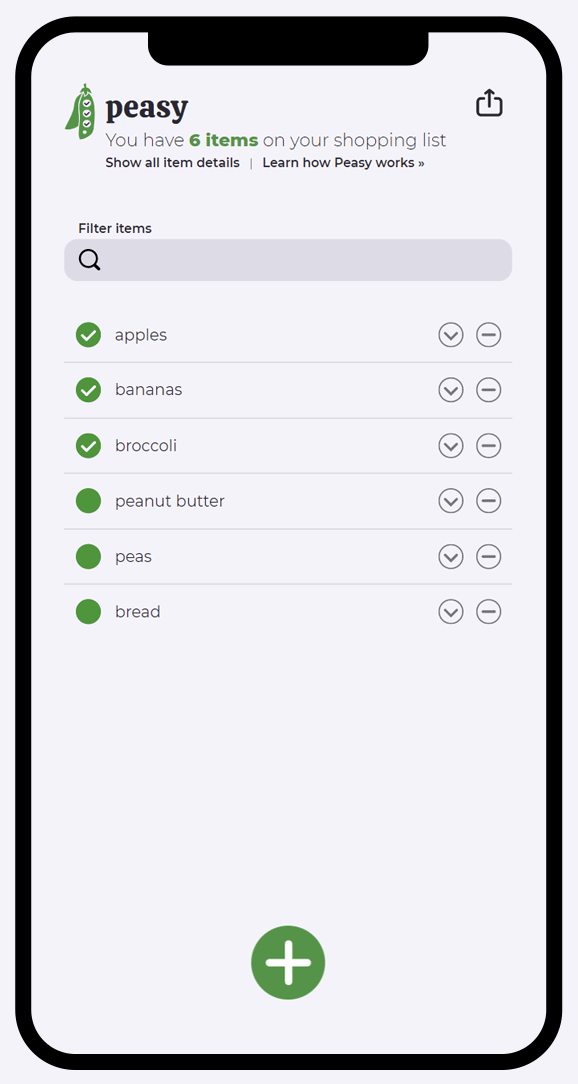 peasy
You have 6 items on your shopping list
Show all item details | Learn how Peasy works »
Filter items
apples
bananas
broccoli
peanut butter
peas
bread